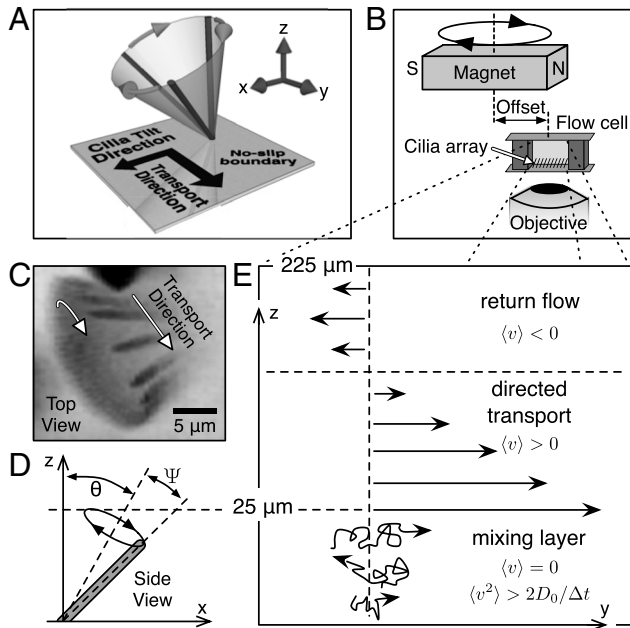 A
z
x
y
Cilia Tilt
Direction
No-slip
boundary
Transport
Direction
B
S
Magnet
N
Offset
Flow cell
Cilia array
Objective
C
Transport
Direction
Top
View
5 μm
D
z
θ
Ψ
Side
View
x
E
225 μm
z
return flow
⟨v⟩ < 0
directed
transport
⟨v⟩ > 0
25 μm
mixing layer
⟨v⟩ = 0
⟨v²⟩ > 2D₀/Δt
y